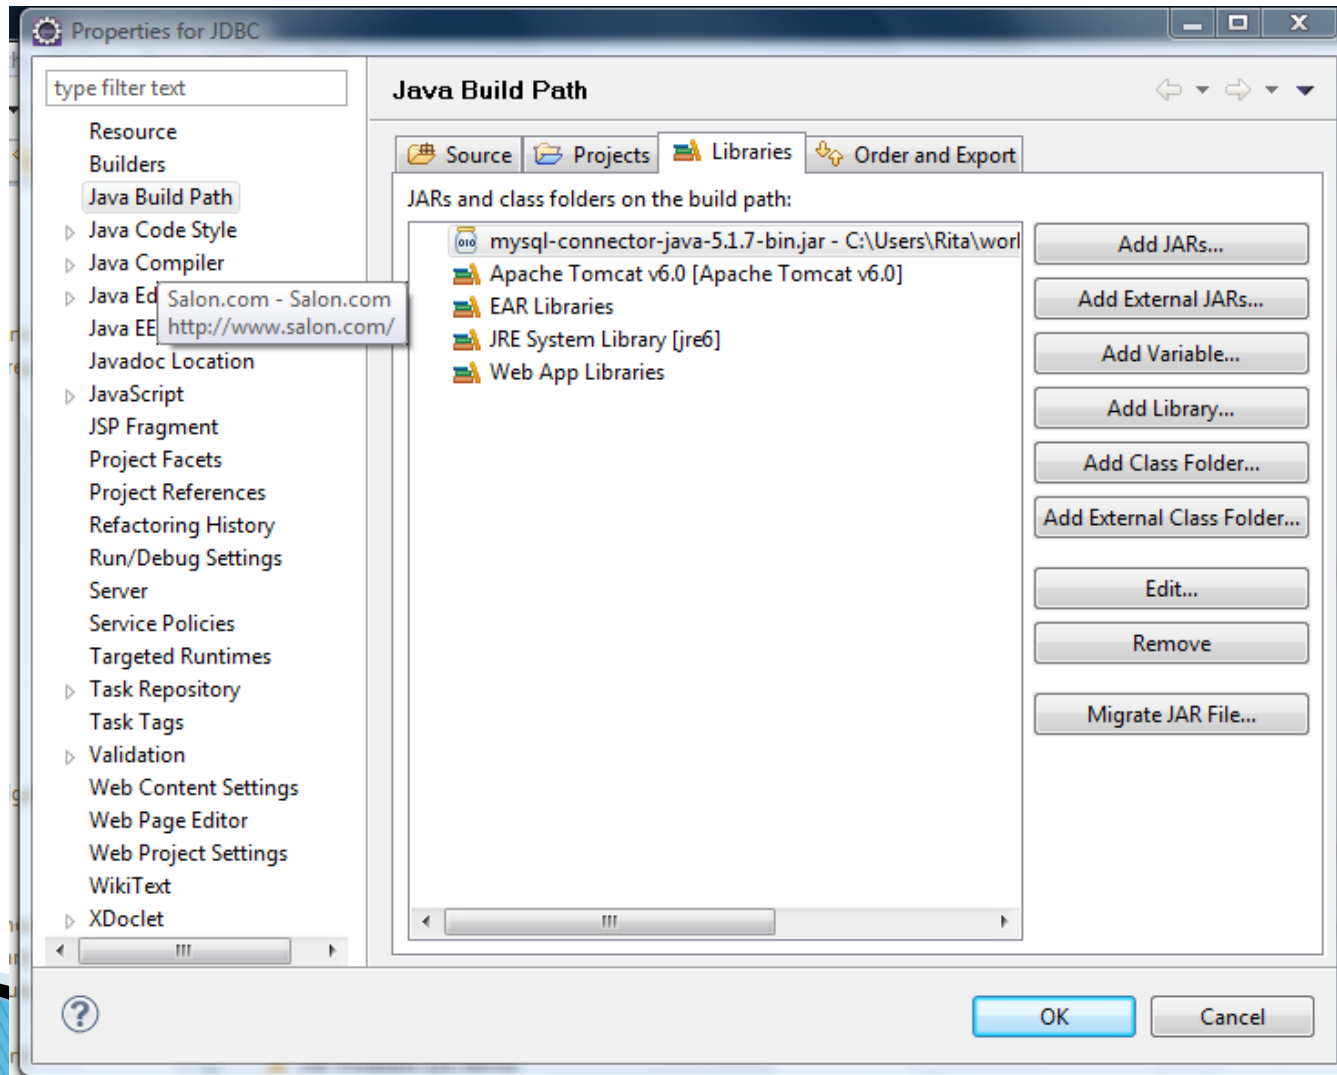 Properties for JDBC
type filter text
Resource
Builders
Java Build Path
Java Code Style
Java Compiler
Java Ed
Java EE
Salon.com - Salon.com
http://www.salon.com/
Javadoc Location
JavaScript
JSP Fragment
Project Facets
Project References
Refactoring History
Run/Debug Settings
Server
Service Policies
Targeted Runtimes
Task Repository
Task Tags
Validation
Web Content Settings
Web Page Editor
Web Project Settings
WikiText
XDoclet
Java Build Path
Source Projects Libraries Order and Export
JARs and class folders on the build path:
mysql-connector-java-5.1.7-bin.jar - C:\Users\Rita\worl
Apache Tomcat v6.0 [Apache Tomcat v6.0]
EAR Libraries
JRE System Library [jre6]
Web App Libraries
Add JARs...
Add External JARs...
Add Variable...
Add Library...
Add Class Folder...
Add External Class Folder...
Edit...
Remove
Migrate JAR File...
OK
Cancel